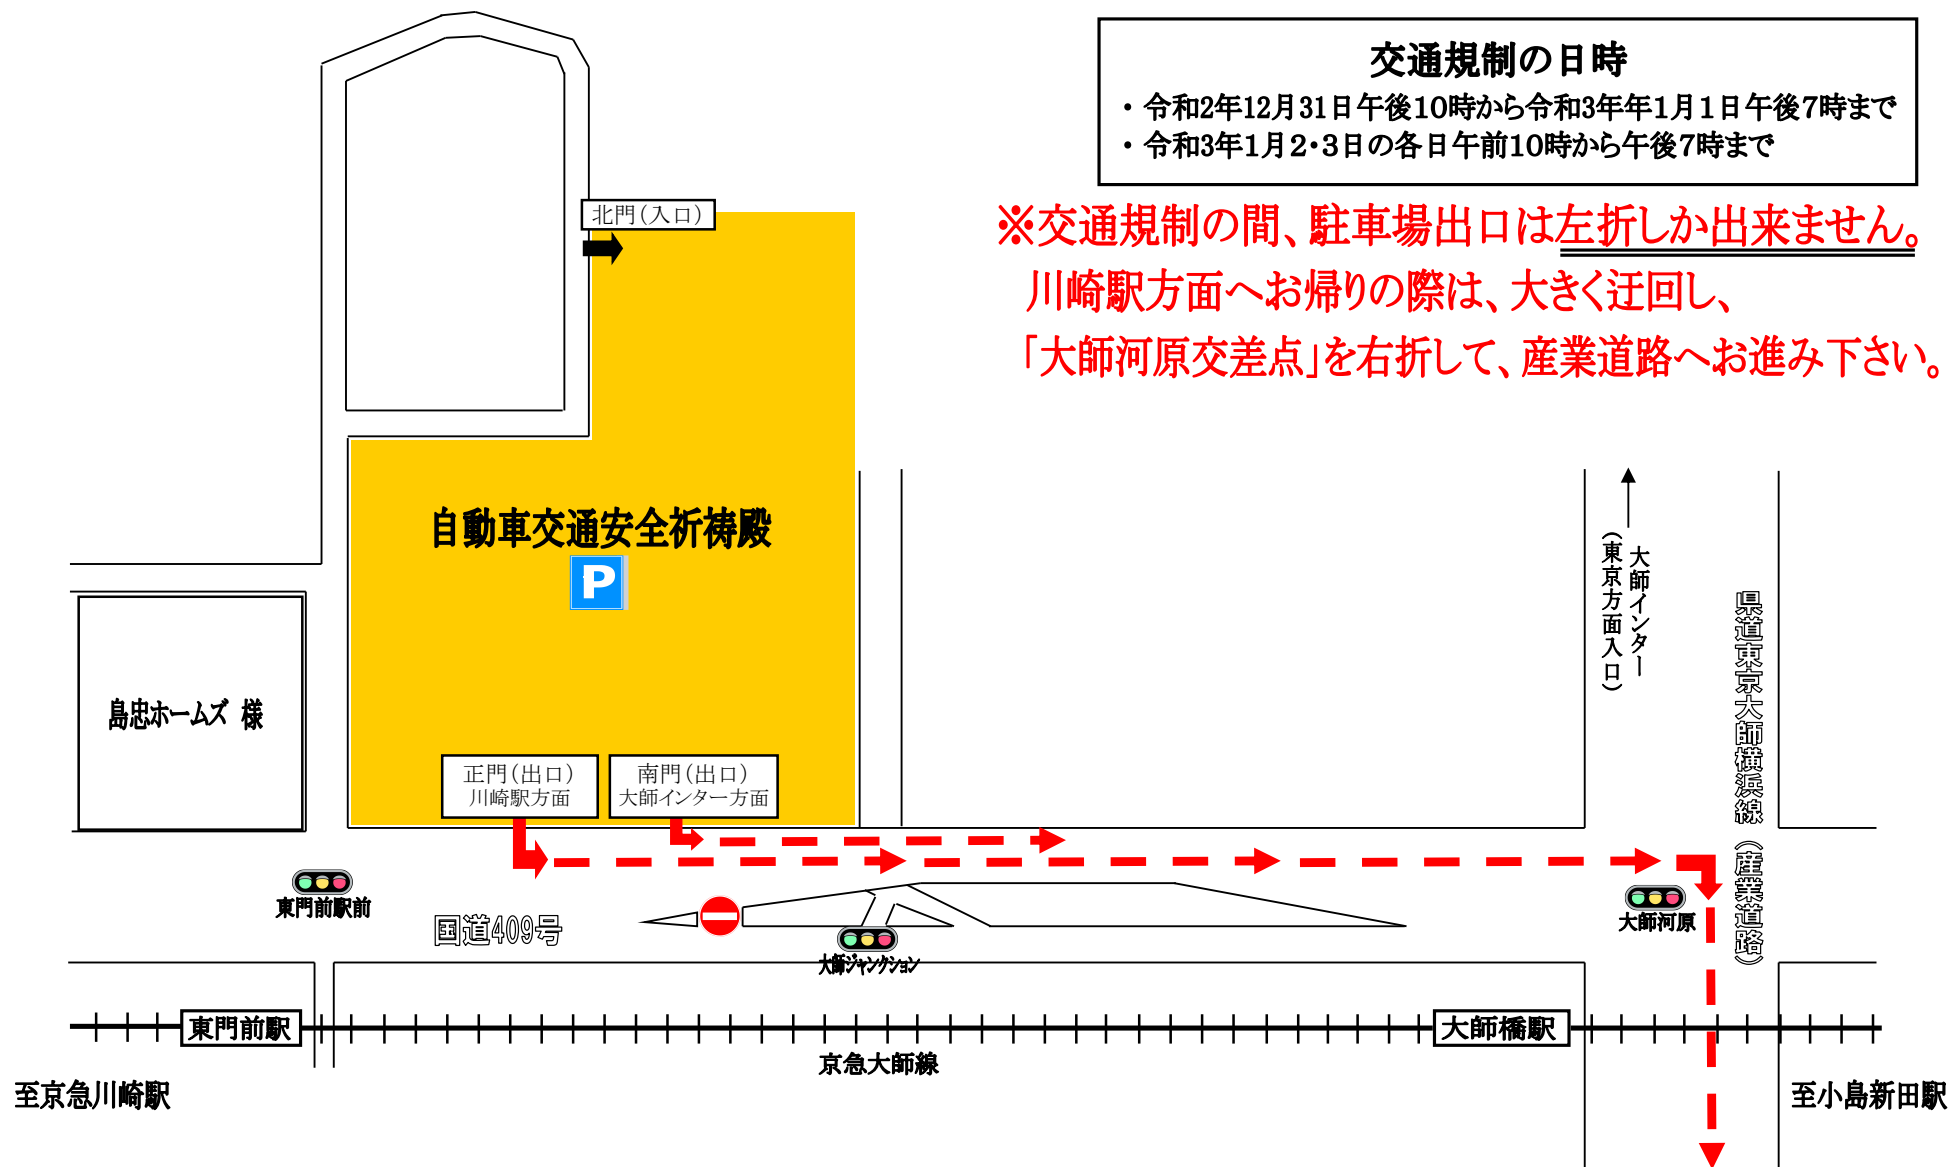 交通規制の日時
・令和2年12月31日午後10時から令和3年年1月1日午後7時まで
・令和3年1月2・3日の各日午前10時から午後7時まで
※交通規制の間、駐車場出口は左折しか出来ません。
川崎駅方面へお帰りの際は、大きく迂回し、
「大師河原交差点」を右折して、産業道路へお進み下さい。
北門(入口)
自動車交通安全祈祷殿
P
大師インター
(東京方面入口)
県道東京大師横浜線(産業道路)
島忠ホームズ 様
正門(出口)
川崎駅方面
南門(出口)
大師インター方面
東門前駅前
国道409号
大師ジャンクション
大師河原
東門前駅
大師橋駅
京急大師線
至京急川崎駅
至小島新田駅